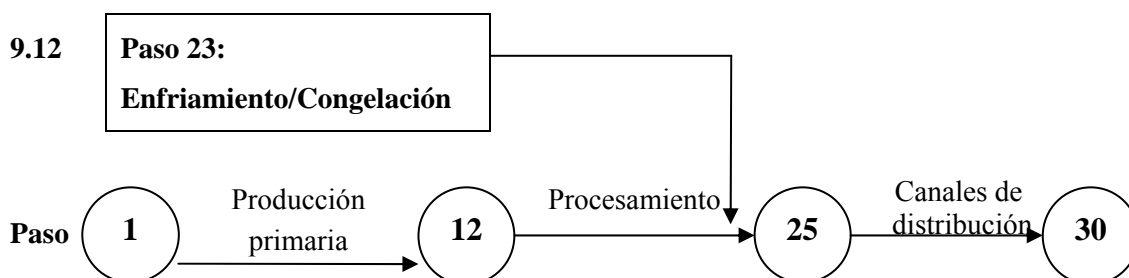 9.12
Paso 23:
Enfriamiento/Congelación
Producción
primaria
Procesamiento
Canales de
distribución
Paso
1
12
25
30